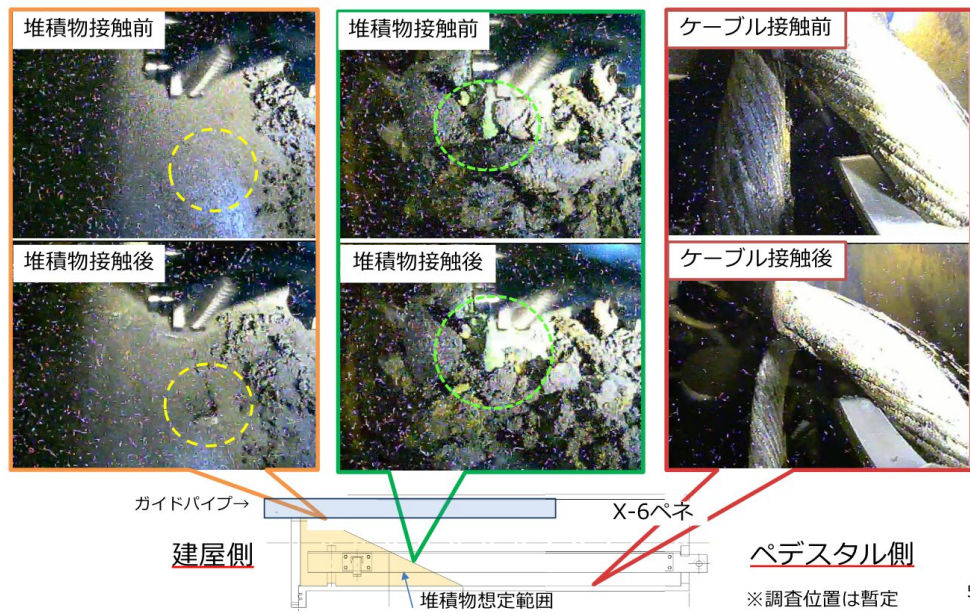 堆積物接触前
堆積物接触前
ケーブル接触前
堆積物接触後
堆積物接触後
ケーブル接触後
ガイドパイプ→
X-6ペネ
建屋側
ペデスタル側
堆積物想定範囲
※調査位置は暫定